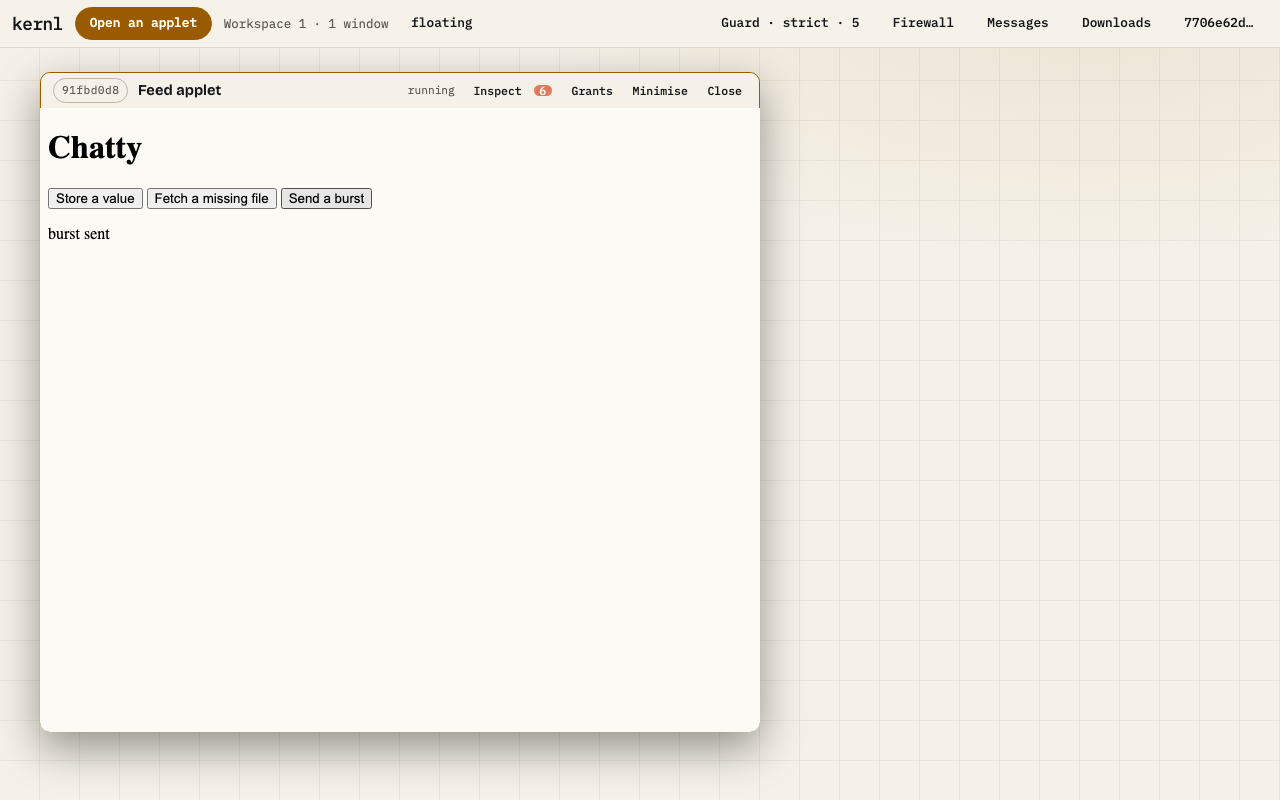 kernl Open an applet Workspace 1 · 1 window floating Guard · strict · 5 Firewall Messages Downloads 7706e62d…
91fbd0d8 Feed applet running Inspect 6 Grants Minimise Close
Chatty
Store a value Fetch a missing file Send a burst
burst sent